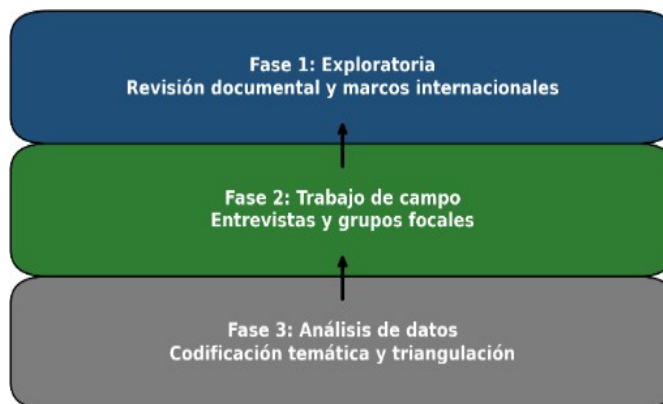 Fase 1: Exploratoria
Revisión documental y marcos internacionales
Fase 2: Trabajo de campo
Entrevistas y grupos focales
Fase 3: Análisis de datos
Codificación temática y triangulación